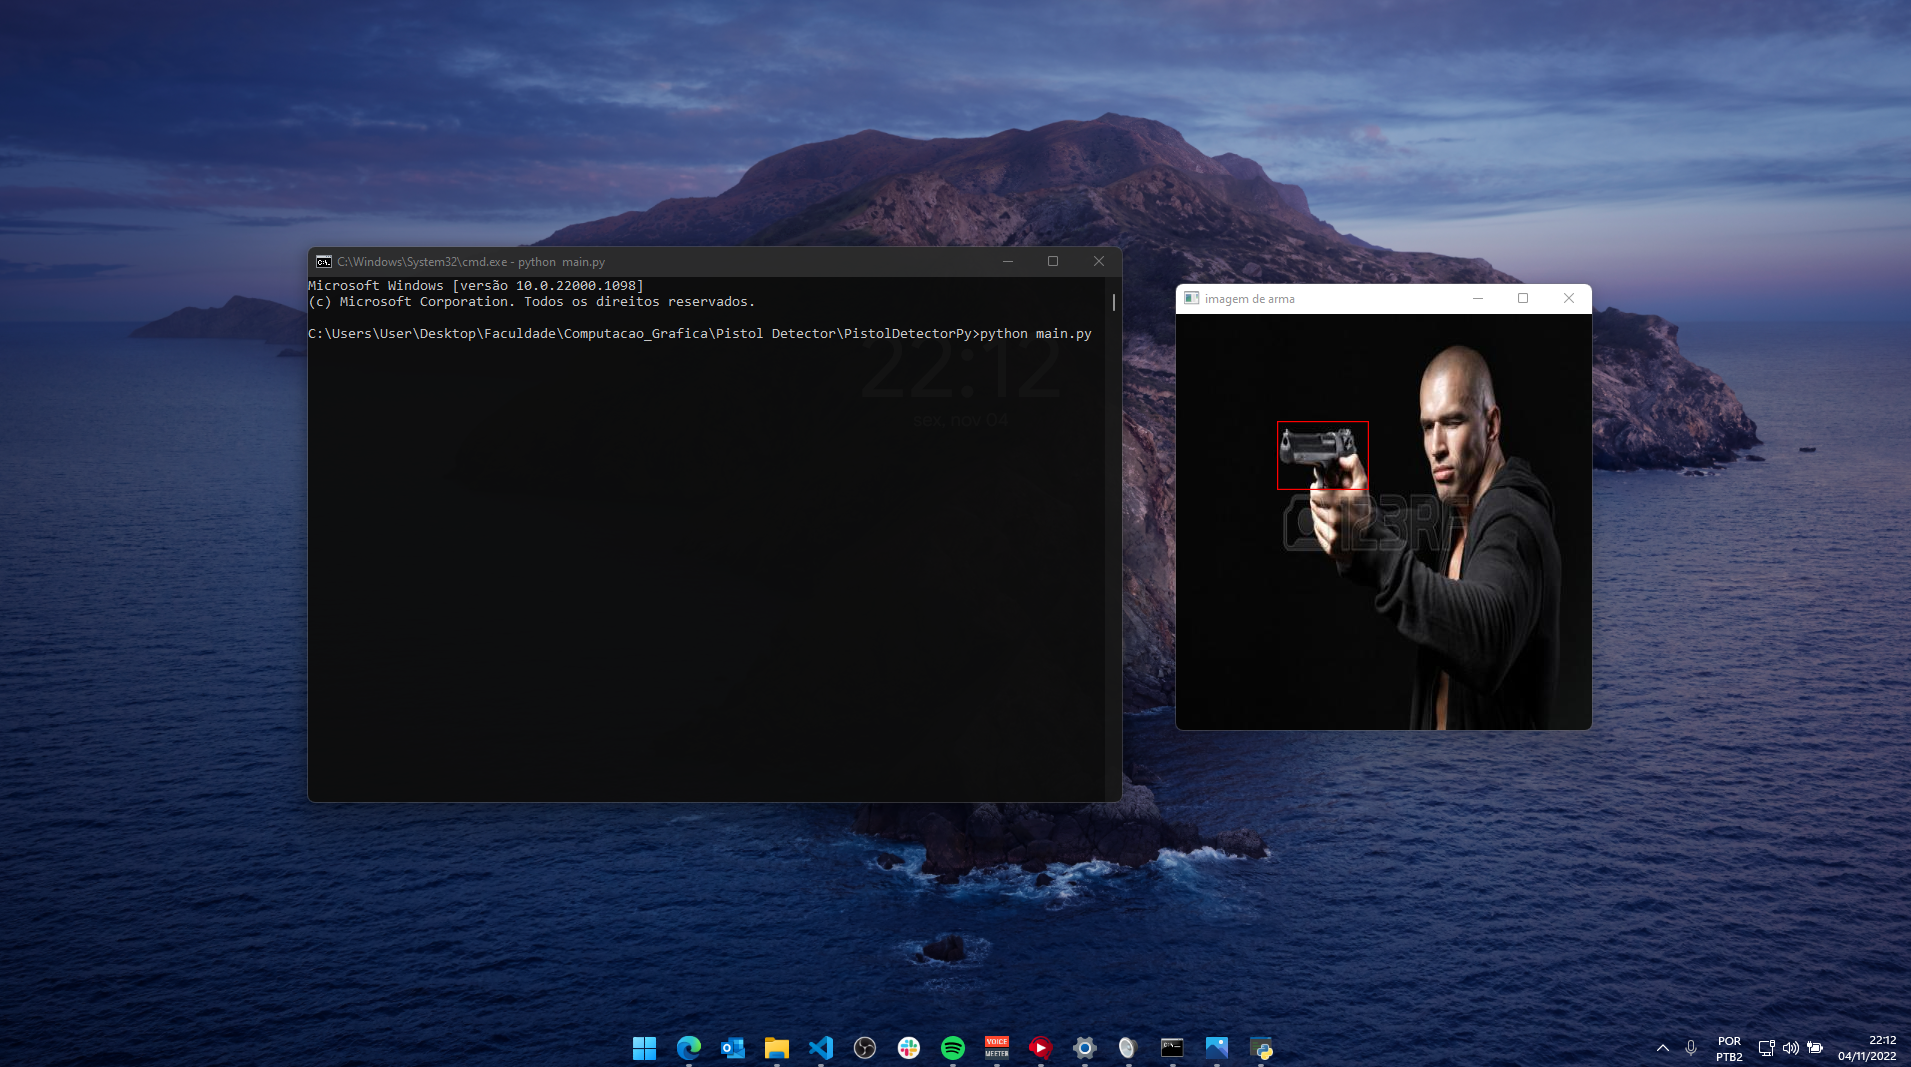 C:\Windows\System32\cmd.exe - python  main.py
Microsoft Windows [versão 10.0.22000.1098]
(c) Microsoft Corporation. Todos os direitos reservados.
C:\Users\User\Desktop\Faculdade\Computacao_Grafica\Pistol Detector\PistolDetectorPy>python main.py
22:12
sex, nov 04
imagem de arma
123RF
VOICE
MEETER
POR
PTB2
22:12
04/11/2022